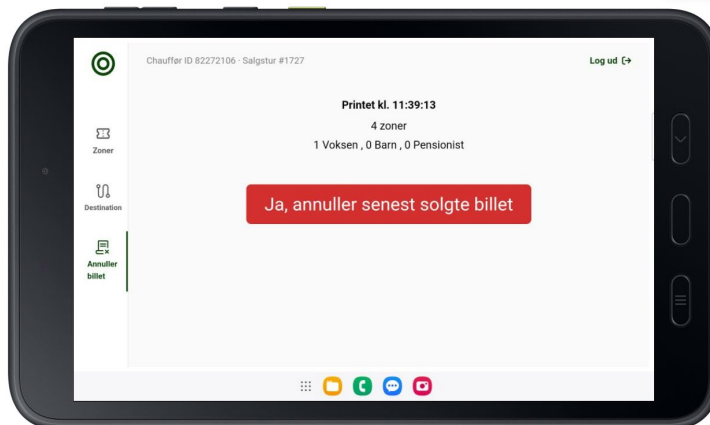 Chauffør ID 82272106 · Salgstur #1727
Log ud
Printet kl. 11:39:13
4 zoner
1 Voksen , 0 Barn , 0 Pensionist
Zoner
Destination
Annuller
billet
Ja, annuller senest solgte billet